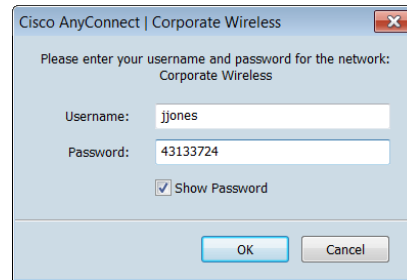 Cisco AnyConnect | Corporate Wireless
Please enter your username and password for the network:
Corporate Wireless
Username: jjones
Password: 43133724
Show Password
OK Cancel